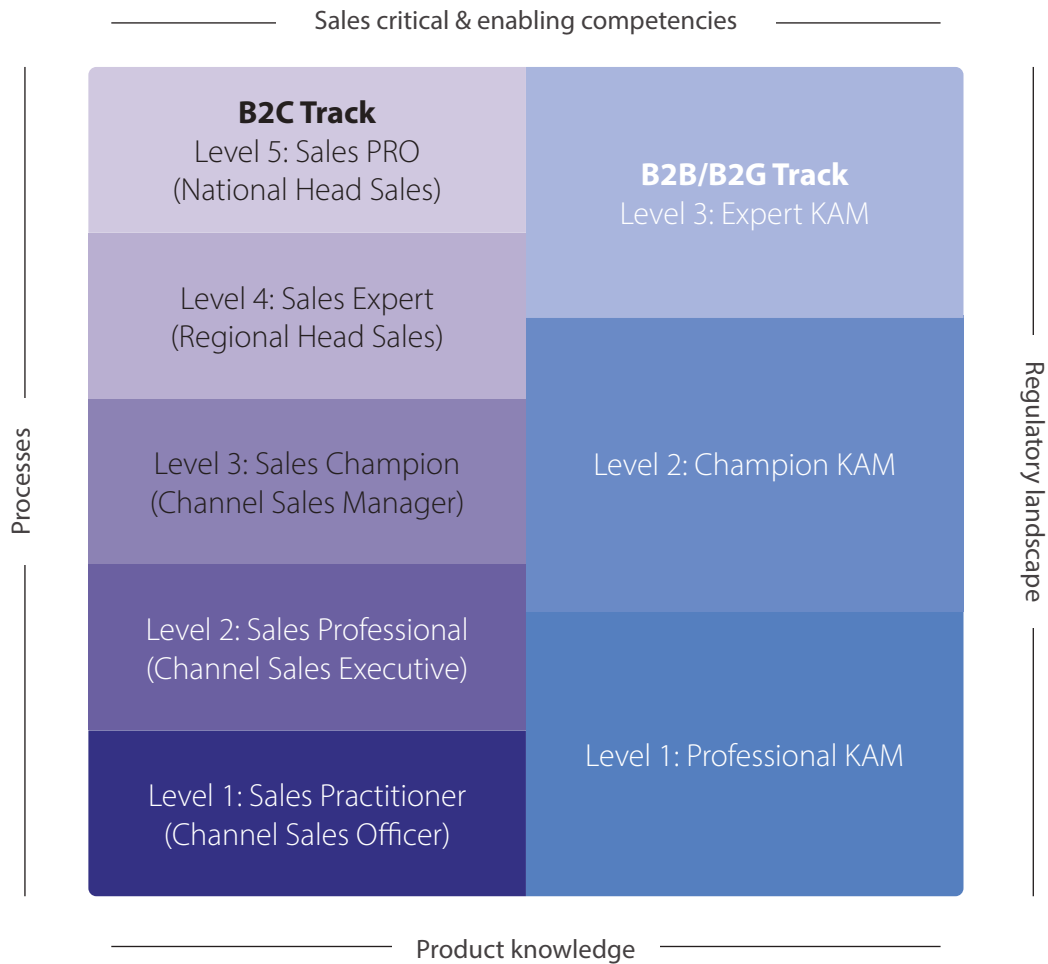 Sales critical & enabling competencies
Processes
B2C Track
Level 5: Sales PRO
(National Head Sales)
Level 4: Sales Expert
(Regional Head Sales)
Level 3: Sales Champion
(Channel Sales Manager)
Level 2: Sales Professional
(Channel Sales Executive)
Level 1: Sales Practitioner
(Channel Sales Officer)
B2B/B2G Track
Level 3: Expert KAM
Level 2: Champion KAM
Level 1: Professional KAM
Regulatory landscape
Product knowledge